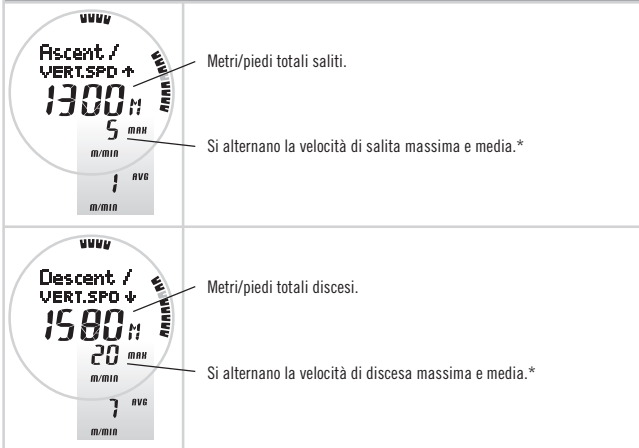 Ascent /
VERT.SPD ↑
1300 M
5 MAX
m/min
1 AVG
m/min
Metri/piedi totali saliti.
Si alternano la velocità di salita massima e media.*
Descent /
VERT.SPD ↓
1580 M
20 MAX
m/min
7 AVG
m/min
Metri/piedi totali discesi.
Si alternano la velocità di discesa massima e media.*